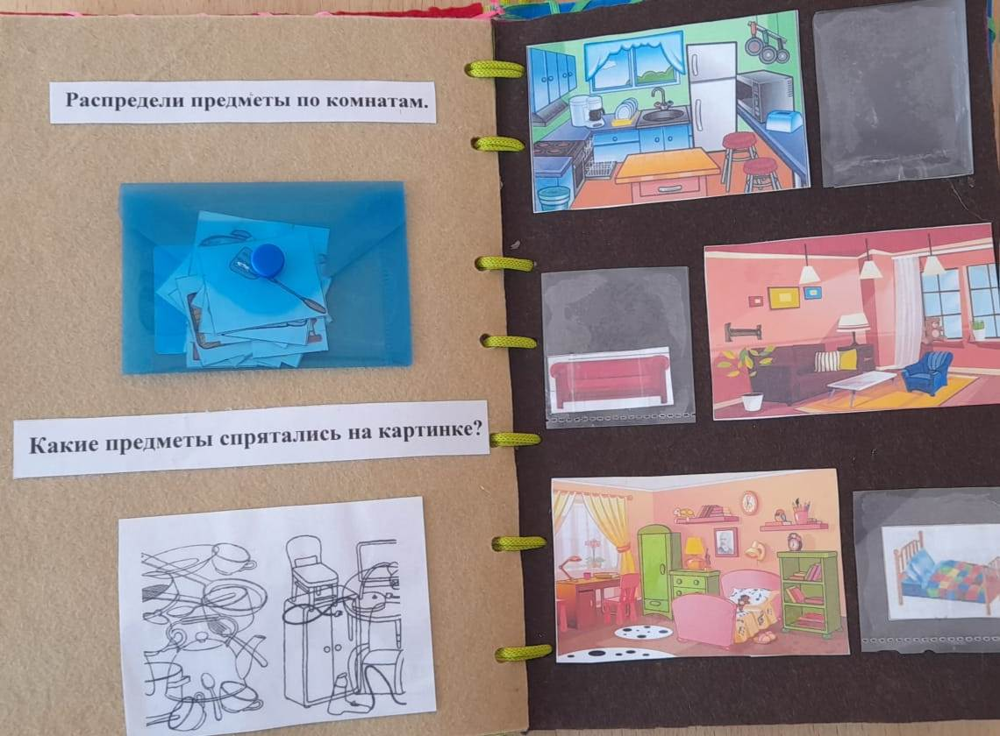 Распредели предметы по комнатам.
Какие предметы спрятались на картинке?